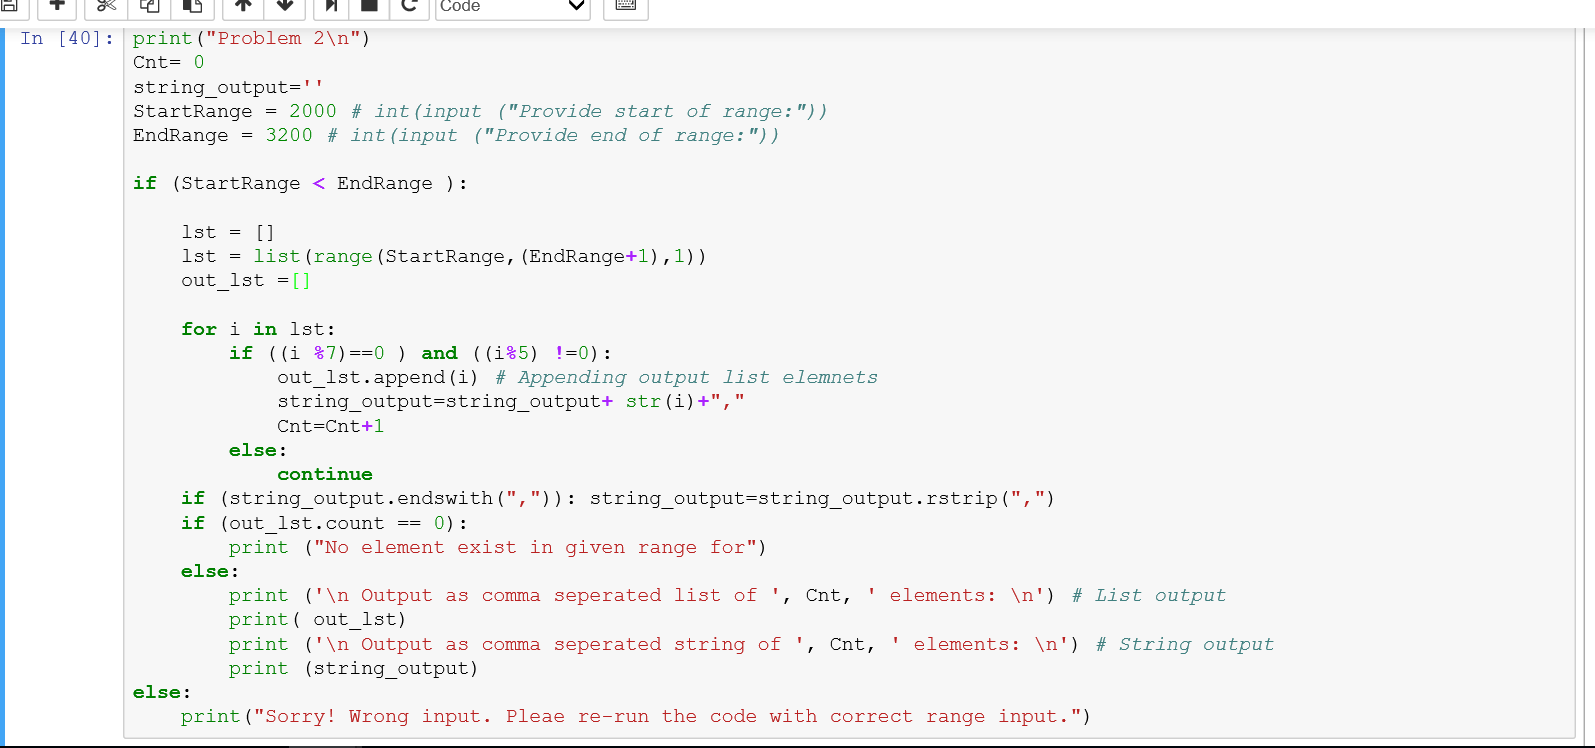 Code
In [40]: print("Problem 2\n")
Cnt= 0
string_output=''
StartRange = 2000 # int(input ("Provide start of range:"))
EndRange = 3200 # int(input ("Provide end of range:"))
if (StartRange < EndRange ):
    lst = []
    lst = list(range(StartRange,(EndRange+1),1))
    out_lst =[]
    for i in lst:
        if ((i %7)==0 ) and ((i%5) !=0):
            out_lst.append(i) # Appending output list elemnets
            string_output=string_output+ str(i)+","
            Cnt=Cnt+1
        else:
            continue
    if (string_output.endswith(",")): string_output=string_output.rstrip(",")
    if (out_lst.count == 0):
        print ("No element exist in given range for")
    else:
        print ('\n Output as comma seperated list of ', Cnt, ' elements: \n') # List output
        print( out_lst)
        print ('\n Output as comma seperated string of ', Cnt, ' elements: \n') # String output
        print (string_output)
else:
    print("Sorry! Wrong input. Pleae re-run the code with correct range input.")